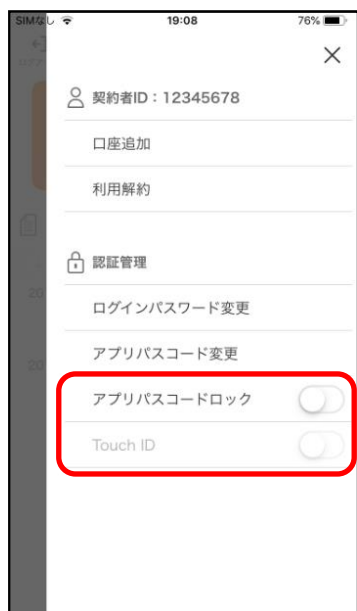 SIMなし 19:08 76%
契約者ID：12345678
口座追加
利用解約
認証管理
ログインパスワード変更
アプリパスコード変更
アプリパスコードロック
Touch ID
20
20